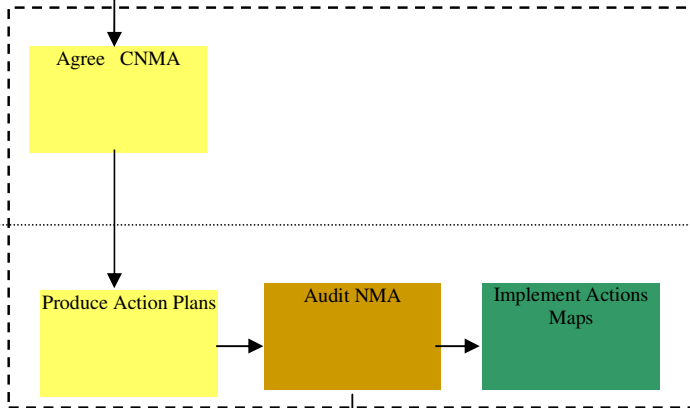 Agree CNMA
Produce Action Plans
Audit NMA
Implement Actions
Maps